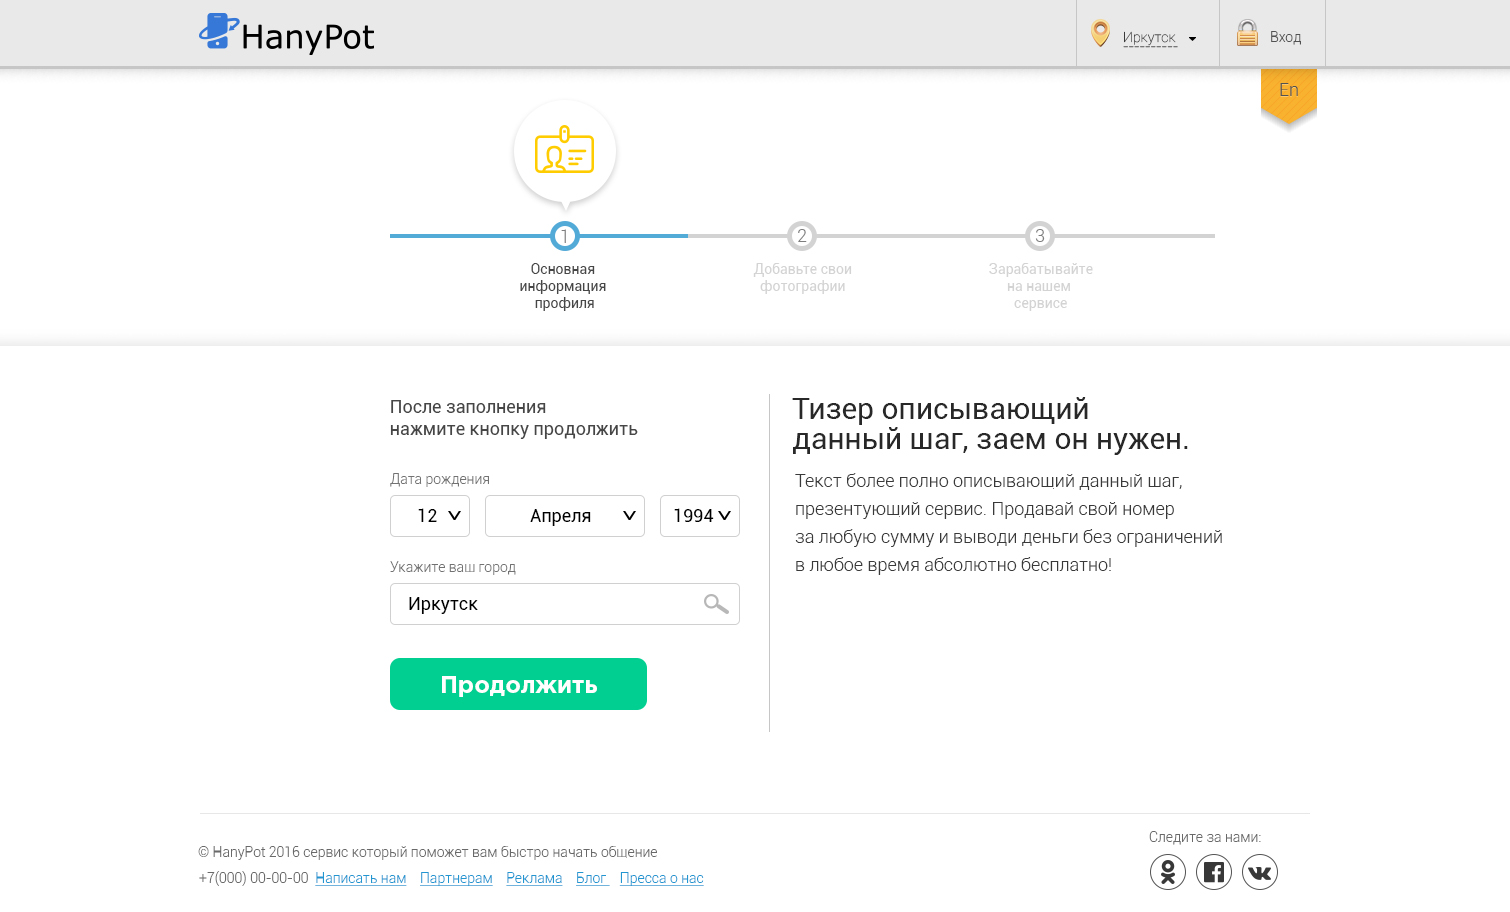 HanyPot
Иркутск
Вход
En
1
2
3
Основная
информация
профиля
Добавьте свои
фотографии
Зарабатывайте
на нашем
сервисе
После заполнения
нажмите кнопку продолжить
Дата рождения
12
Апреля
1994
Укажите ваш город
Иркутск
Продолжить
Тизер описывающий
данный шаг, заем он нужен.
Текст более полно описывающий данный шаг,
презентующий сервис. Продавай свой номер
за любую сумму и выводи деньги без ограничений
в любое время абсолютно бесплатно!
© HanyPot 2016 сервис который поможет вам быстро начать общение
+7(000) 00-00-00 Написать нам Партнерам Реклама Блог Пресса о нас
Следите за нами: